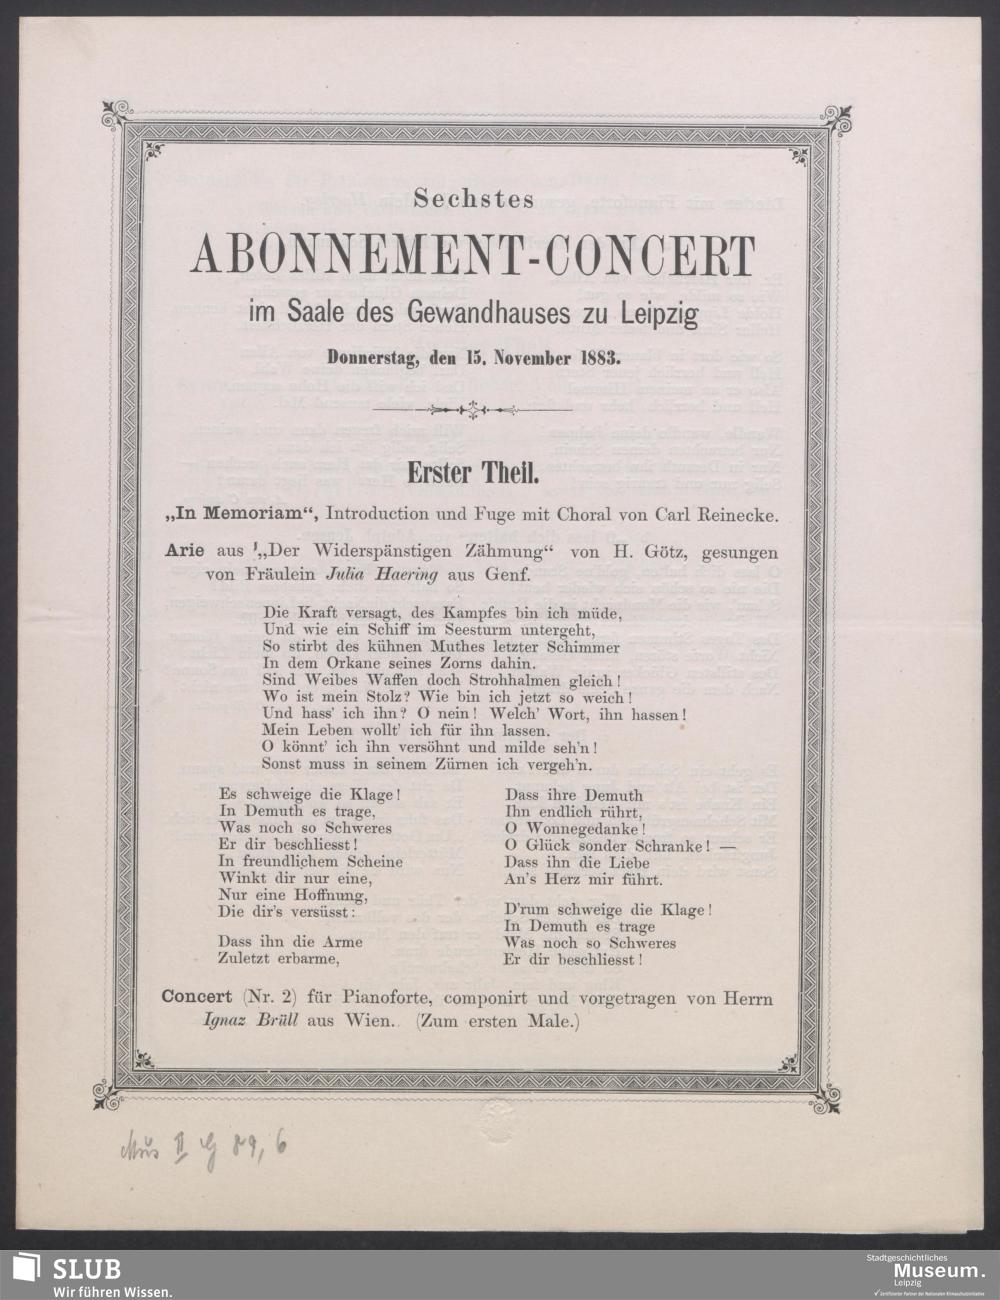 Sechstes
ABONNEMENT-CONCERT
im Saale des Gewandhauses zu Leipzig
Donnerstag, den 15. November 1883.
Erster Theil.
„In Memoriam“, Introduction und Fuge mit Choral von Carl Reinecke.
Arie aus „Der Widerspänstigen Zähmung“ von H. Götz, gesungen
von Fräulein Julia Haering aus Genf.
Die Kraft versagt, des Kampfes bin ich müde,
Und wie ein Schiff im Seesturm untergeht,
So stirbt des kühnen Muthes letzter Schimmer
In dem Orkane seines Zorns dahin.
Sind Weibes Waffen doch Strohhalmen gleich!
Wo ist mein Stolz? Wie bin ich jetzt so weich!
Und hass' ich ihn? O nein! Welch' Wort, ihn hassen!
Mein Leben wollt' ich für ihn lassen.
O könnt' ich ihn versöhnt und milde seh'n!
Sonst muss in seinem Zürnen ich vergeh'n.
Es schweige die Klage!
In Demuth es trage,
Was noch so Schweres
Er dir beschliesst!
In freundlichem Scheine
Winkt dir nur eine,
Nur eine Hoffnung,
Die dir's versüsst:
Dass ihn die Arme
Zuletzt erbarme,
Dass ihre Demuth
Ihn endlich rührt,
O Wonnegedanke!
O Glück sonder Schranke! —
Dass ihn die Liebe
An's Herz mir führt.
D'rum schweige die Klage!
In Demuth es trage
Was noch so Schweres
Er dir beschliesst!
Concert (Nr. 2) für Pianoforte, componirt und vorgetragen von Herrn
Ignaz Brüll aus Wien. (Zum ersten Male.)
Mus II G 89, 6
SLUB
Wir führen Wissen.
Stadtgeschichtliches
Museum.
Leipzig
Zertifizierter Partner der Nationalen Klimaschutzinitiative